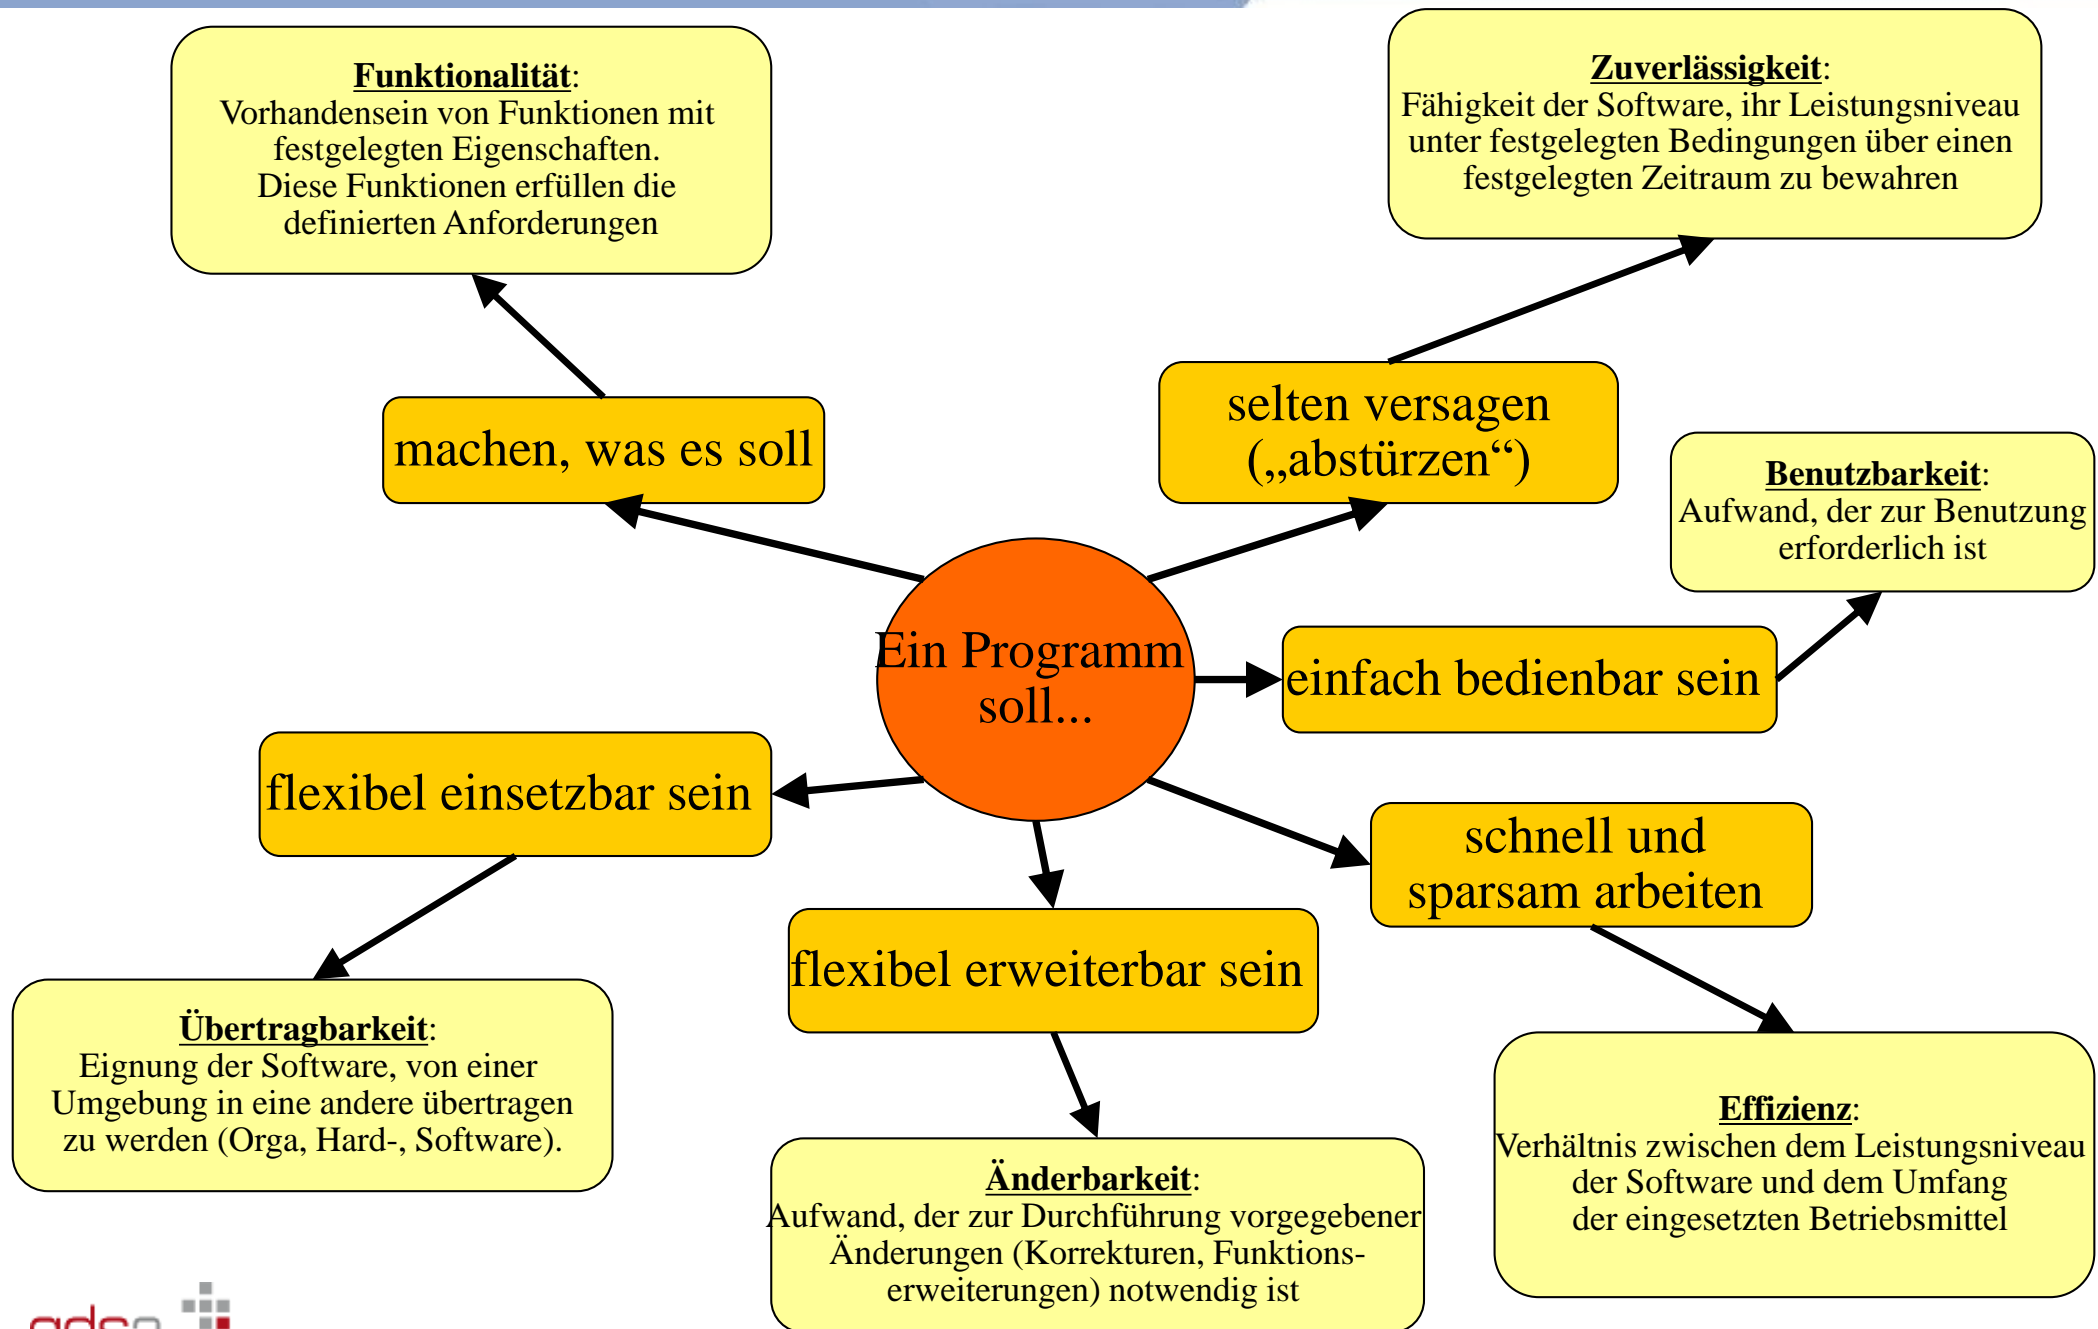 Funktionalität:
Vorhandensein von Funktionen mit
festgelegten Eigenschaften.
Diese Funktionen erfüllen die
definierten Anforderungen
Zuverlässigkeit:
Fähigkeit der Software, ihr Leistungsniveau
unter festgelegten Bedingungen über einen
festgelegten Zeitraum zu bewahren
machen, was es soll
selten versagen
(„abstürzen“)
Benutzbarkeit:
Aufwand, der zur Benutzung
erforderlich ist
Ein Programm
soll...
einfach bedienbar sein
flexibel einsetzbar sein
schnell und
sparsam arbeiten
flexibel erweiterbar sein
Übertragbarkeit:
Eignung der Software, von einer
Umgebung in eine andere übertragen
zu werden (Orga, Hard-, Software).
Änderbarkeit:
Aufwand, der zur Durchführung vorgegebener
Änderungen (Korrekturen, Funktions-
erweiterungen) notwendig ist
Effizienz:
Verhältnis zwischen dem Leistungsniveau
der Software und dem Umfang
der eingesetzten Betriebsmittel